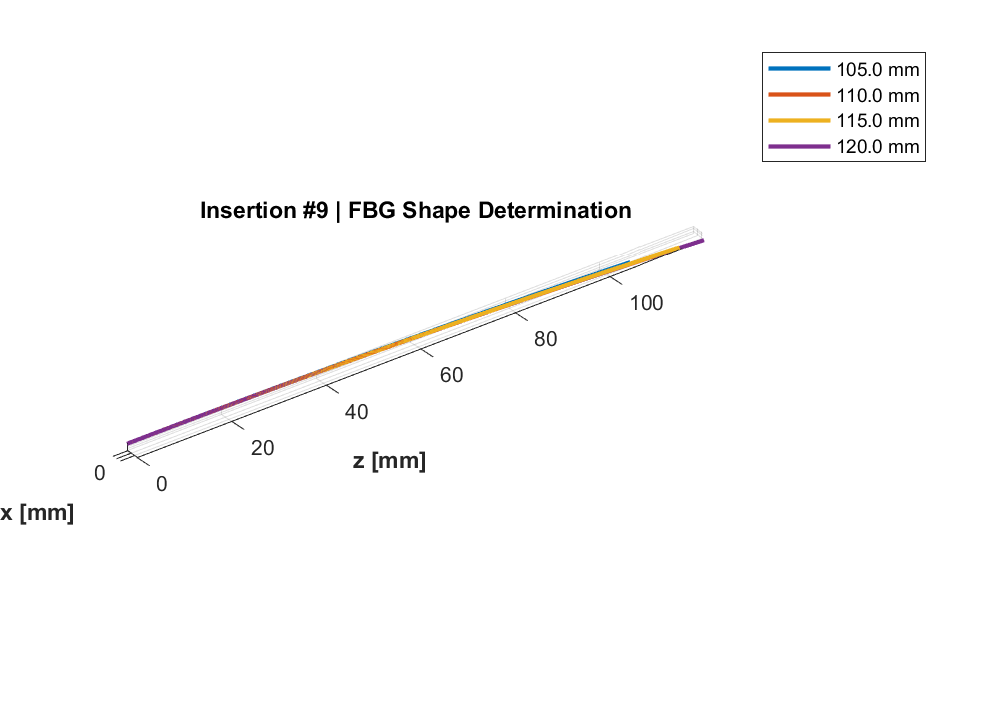 105.0 mm
110.0 mm
115.0 mm
120.0 mm
Insertion #9 | FBG Shape Determination
100
80
60
40
20
0
0
z [mm]
x [mm]